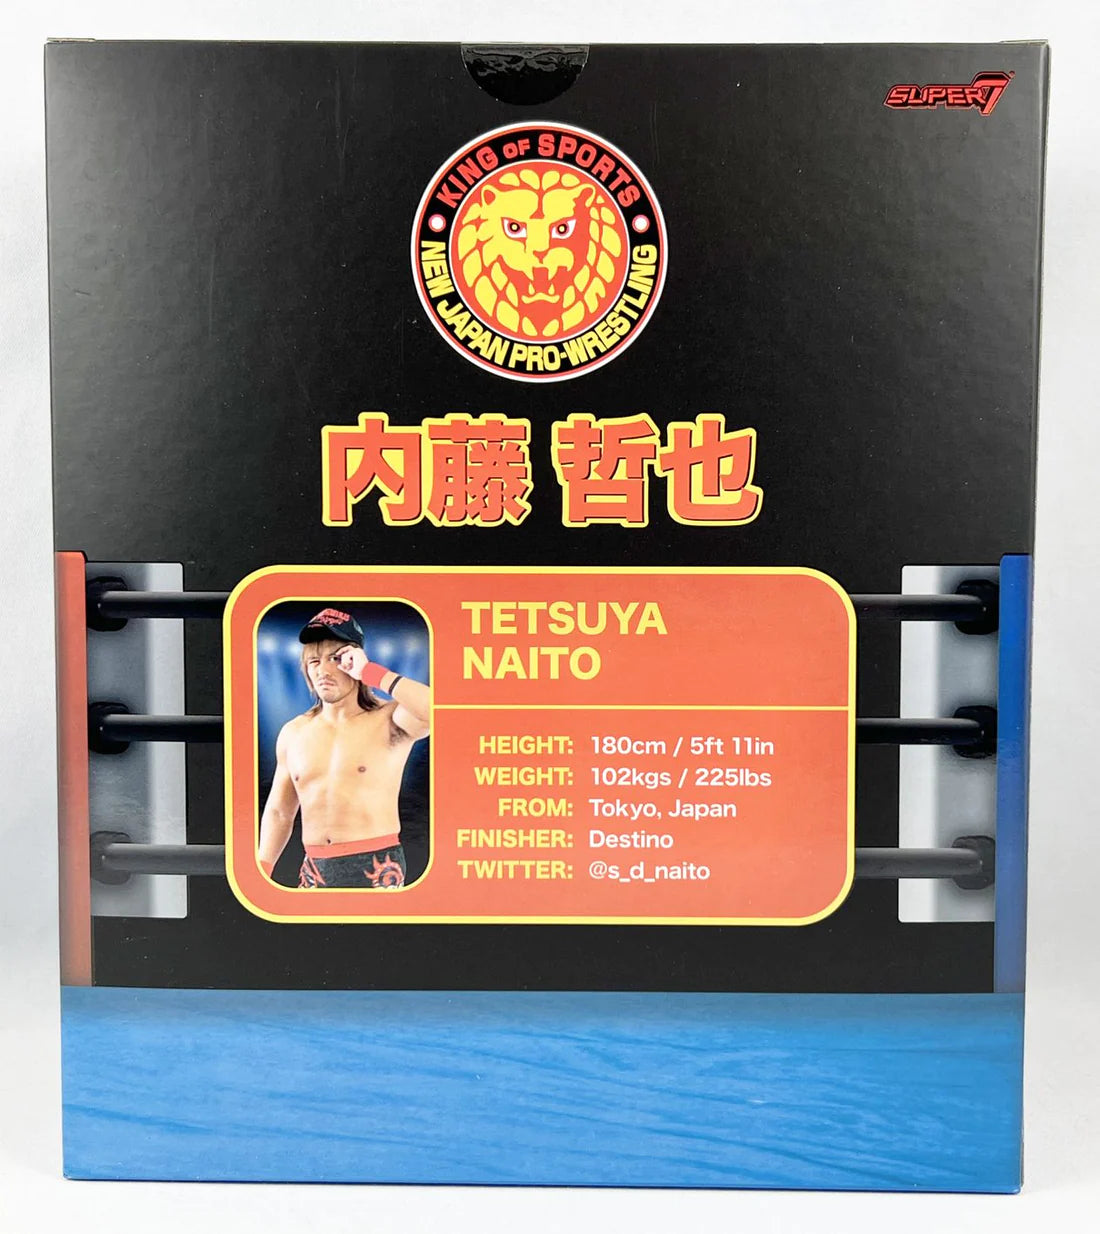 SUPER7
KING OF SPORTS
NEW JAPAN PRO-WRESTLING
内藤 哲也
TETSUYA
NAITO
HEIGHT: 180cm / 5ft 11in
WEIGHT: 102kgs / 225lbs
FROM: Tokyo, Japan
FINISHER: Destino
TWITTER: @s_d_naito